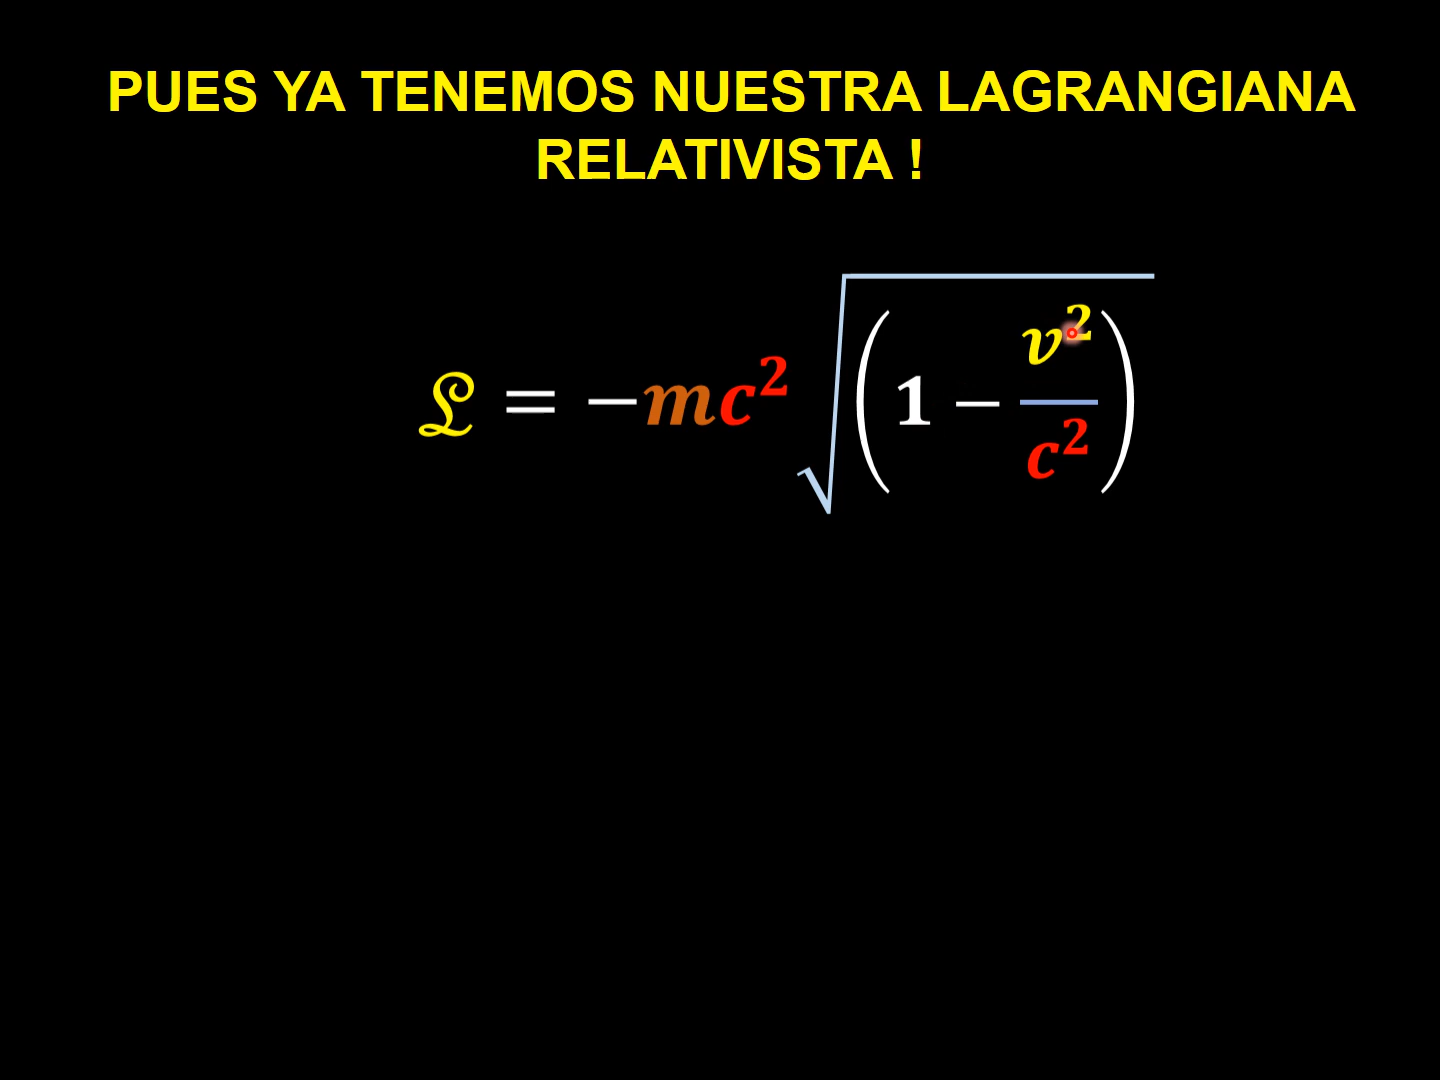 PUES YA TENEMOS NUESTRA LAGRANGIANA
RELATIVISTA !
ℒ = −mc² √(1 − v²/c²)